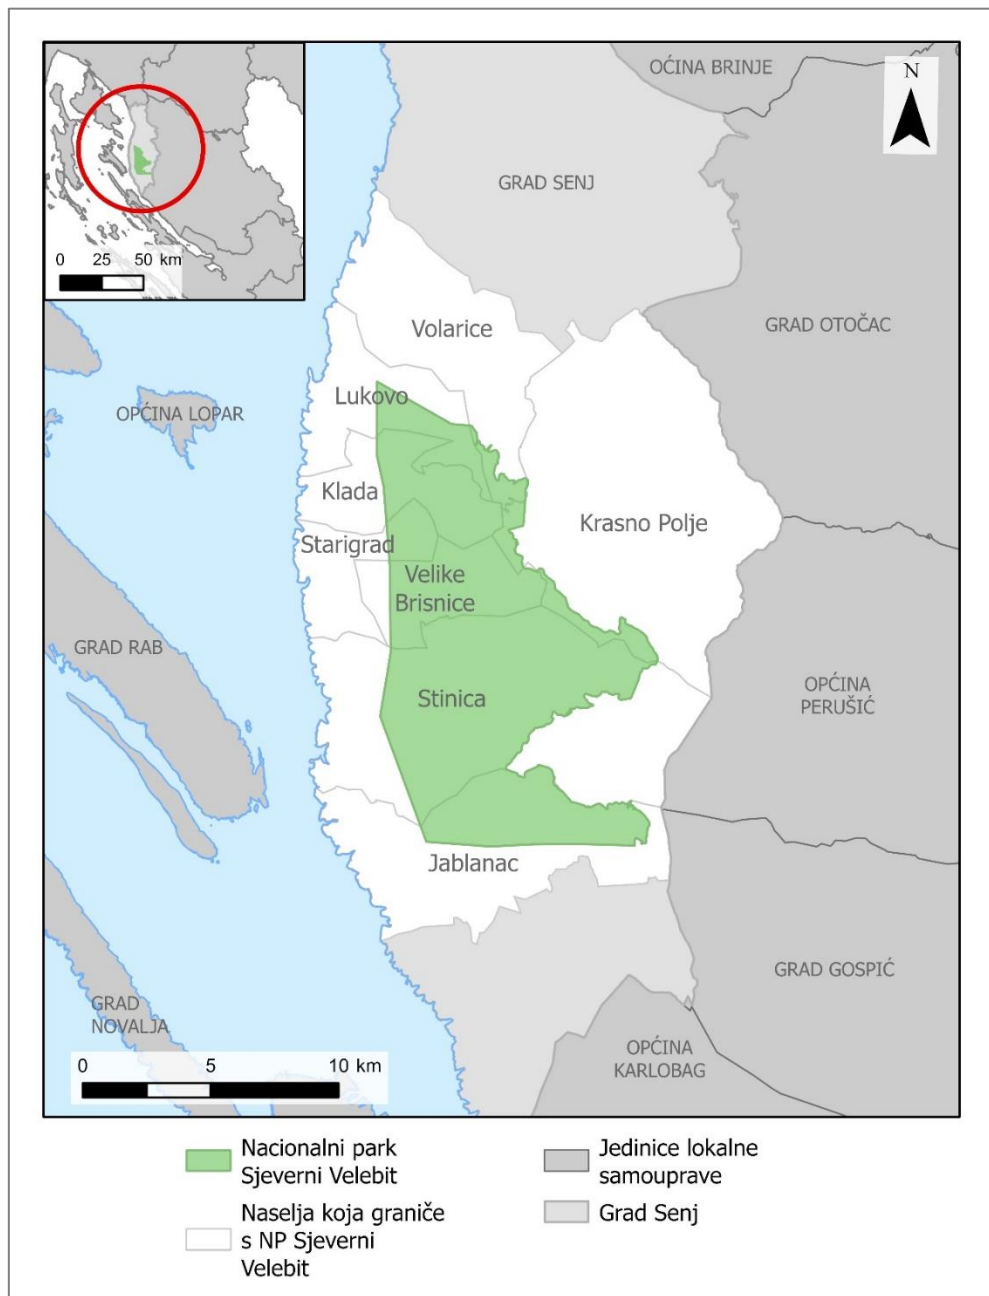 OĆINA BRINJE
N
GRAD SENJ
0 25 50 km
Volarice
GRAD OTOČAC
Lukovo
OPĆINA LOPAR
Klada
Krasno Polje
Starigrad
Velike
Brisnice
GRAD RAB
Stinica
OPĆINA
PERUŠIĆ
Jablanac
GRAD GOSPIĆ
GRAD
NOVALJA
OPĆINA
KARLOBAG
0 5 10 km
Nacionalni park
Sjeverni Velebit
Naselja koja graniče
s NP Sjeverni
Velebit
Jedinice lokalne
samouprave
Grad Senj